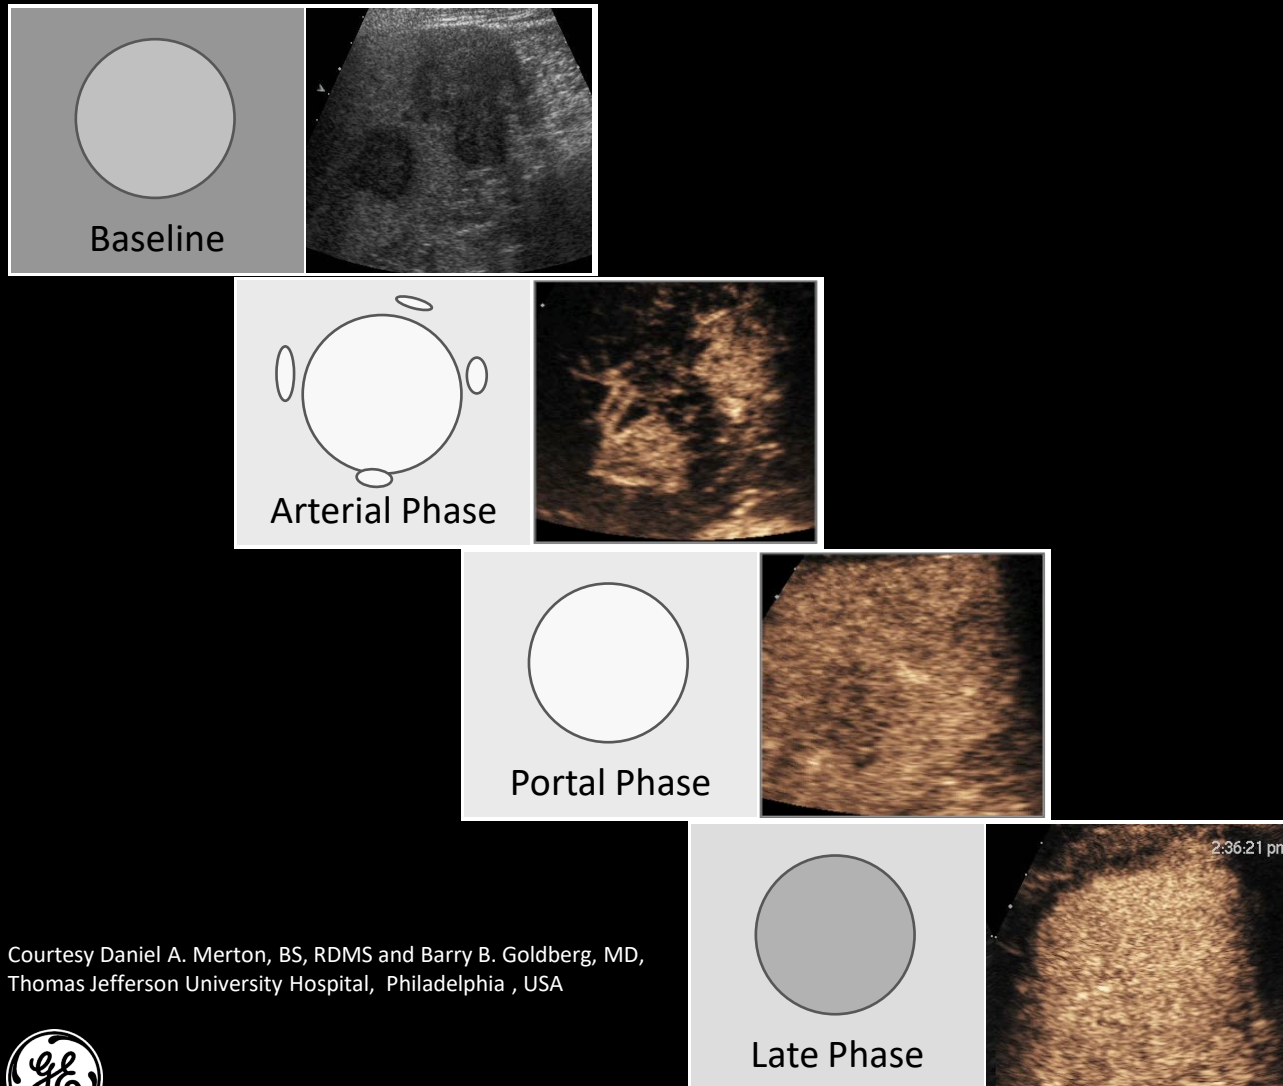 Baseline
Arterial Phase
Portal Phase
2:36:21 pm
Late Phase
Courtesy Daniel A. Merton, BS, RDMS and Barry B. Goldberg, MD,
Thomas Jefferson University Hospital,  Philadelphia , USA
GE